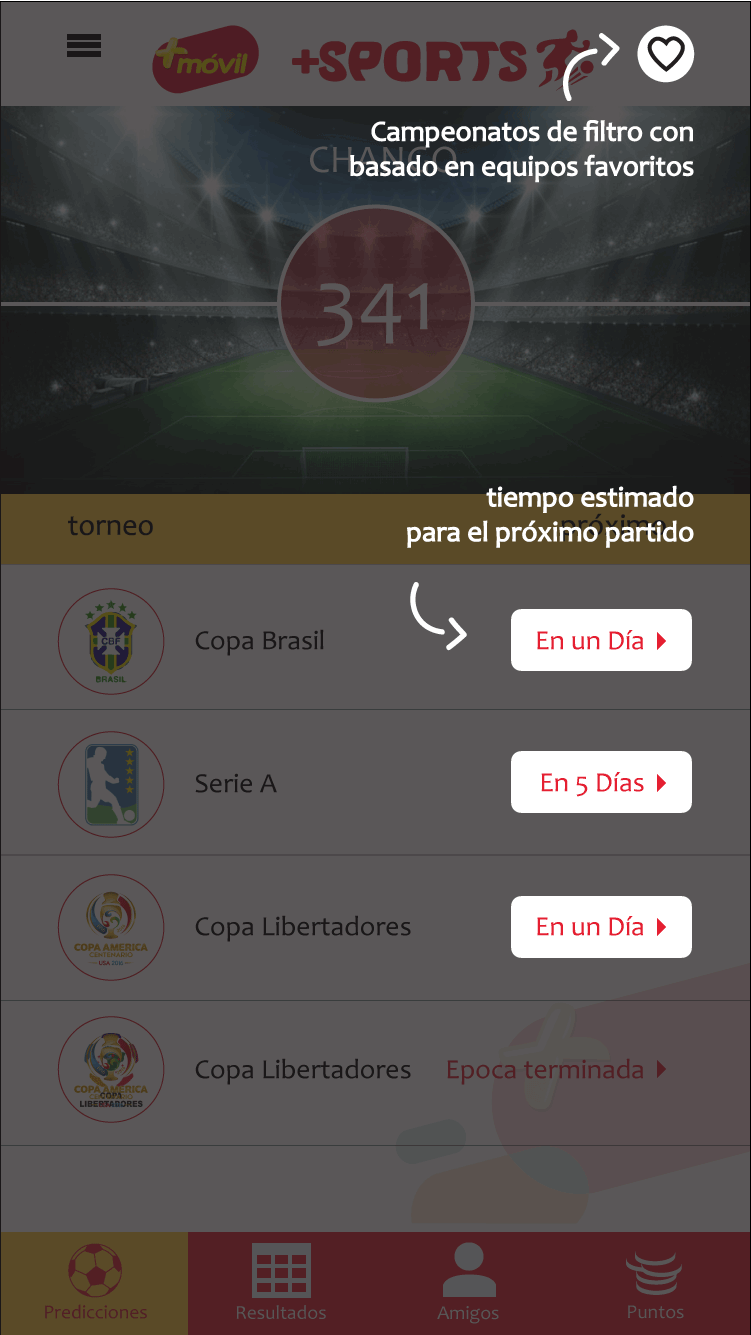 +móvil
+SPORTS
Campeonatos de filtro con
basado en equipos favoritos
341
tiempo estimado
para el próximo partido
torneo
próximo
CBF
BRASIL
Copa Brasil
En un Día
Serie A
En 5 Días
COPA AMERICA
CENTENARIO
USA 2016
Copa Libertadores
En un Día
COPA AMERICA
COPA
LIBERTADORES
Copa Libertadores
Epoca terminada
Predicciones
Resultados
Amigos
Puntos